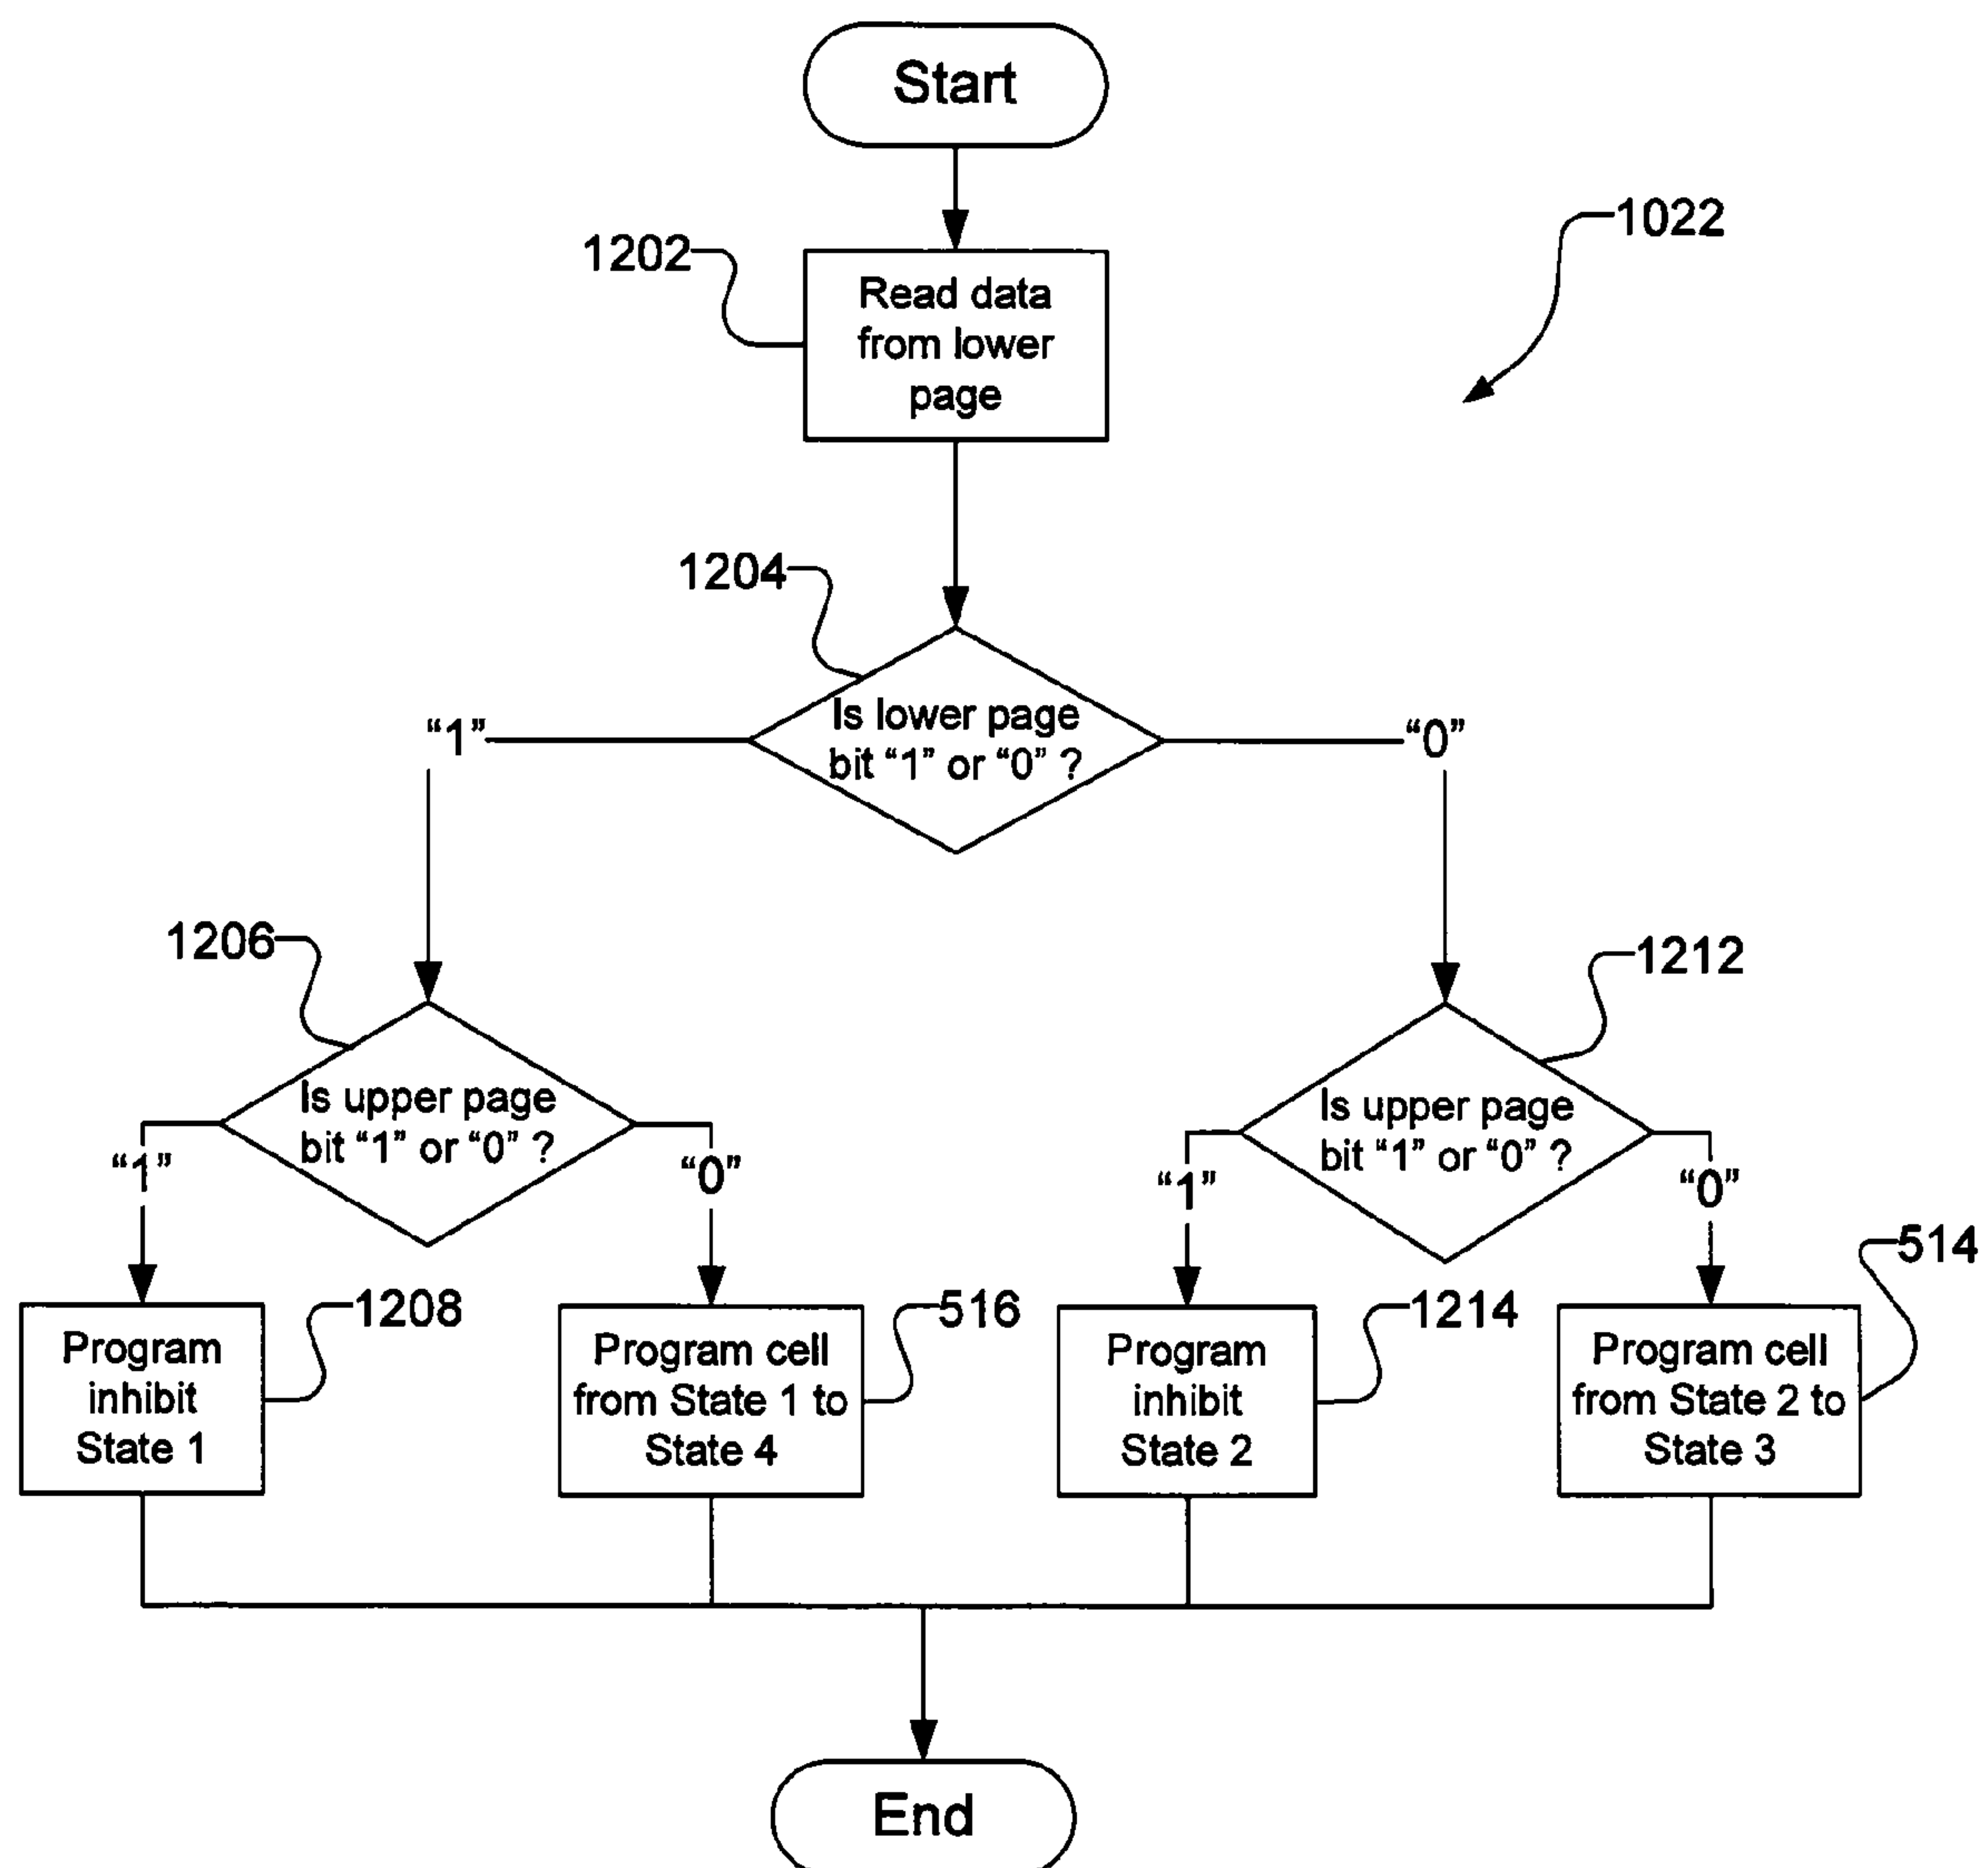 Start
1022
1202
Read data
from lower
page
1204
Is lower page
bit “1” or “0” ?
“1”
“0”
1206
1212
Is upper page
bit “1” or “0” ?
Is upper page
bit “1” or “0” ?
“1”
“0”
“1”
“0”
514
1208
516
1214
Program
inhibit
State 1
Program cell
from State 1 to
State 4
Program
inhibit
State 2
Program cell
from State 2 to
State 3
End